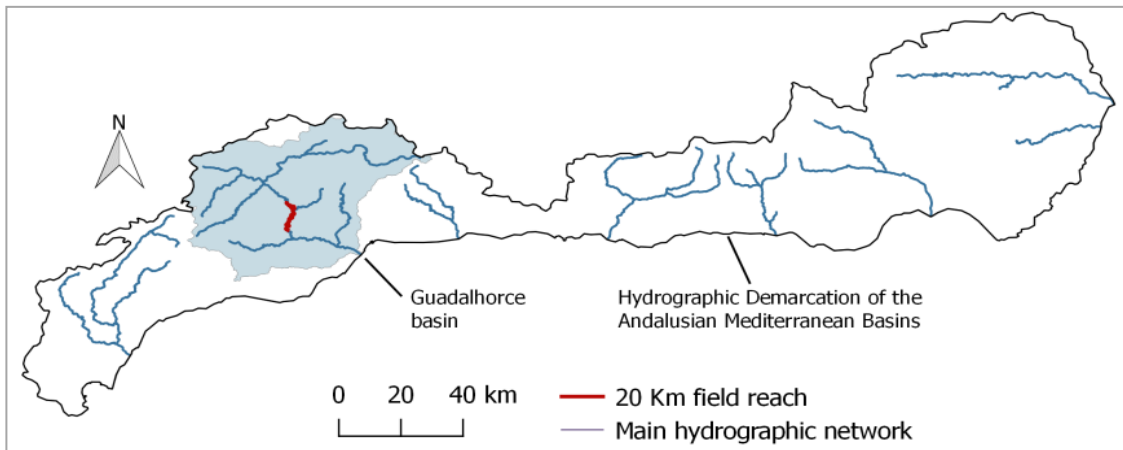 N
Guadalhorce
basin
Hydrographic Demarcation of the
Andalusian Mediterranean Basins
0 20 40 km
20 Km field reach
Main hydrographic network